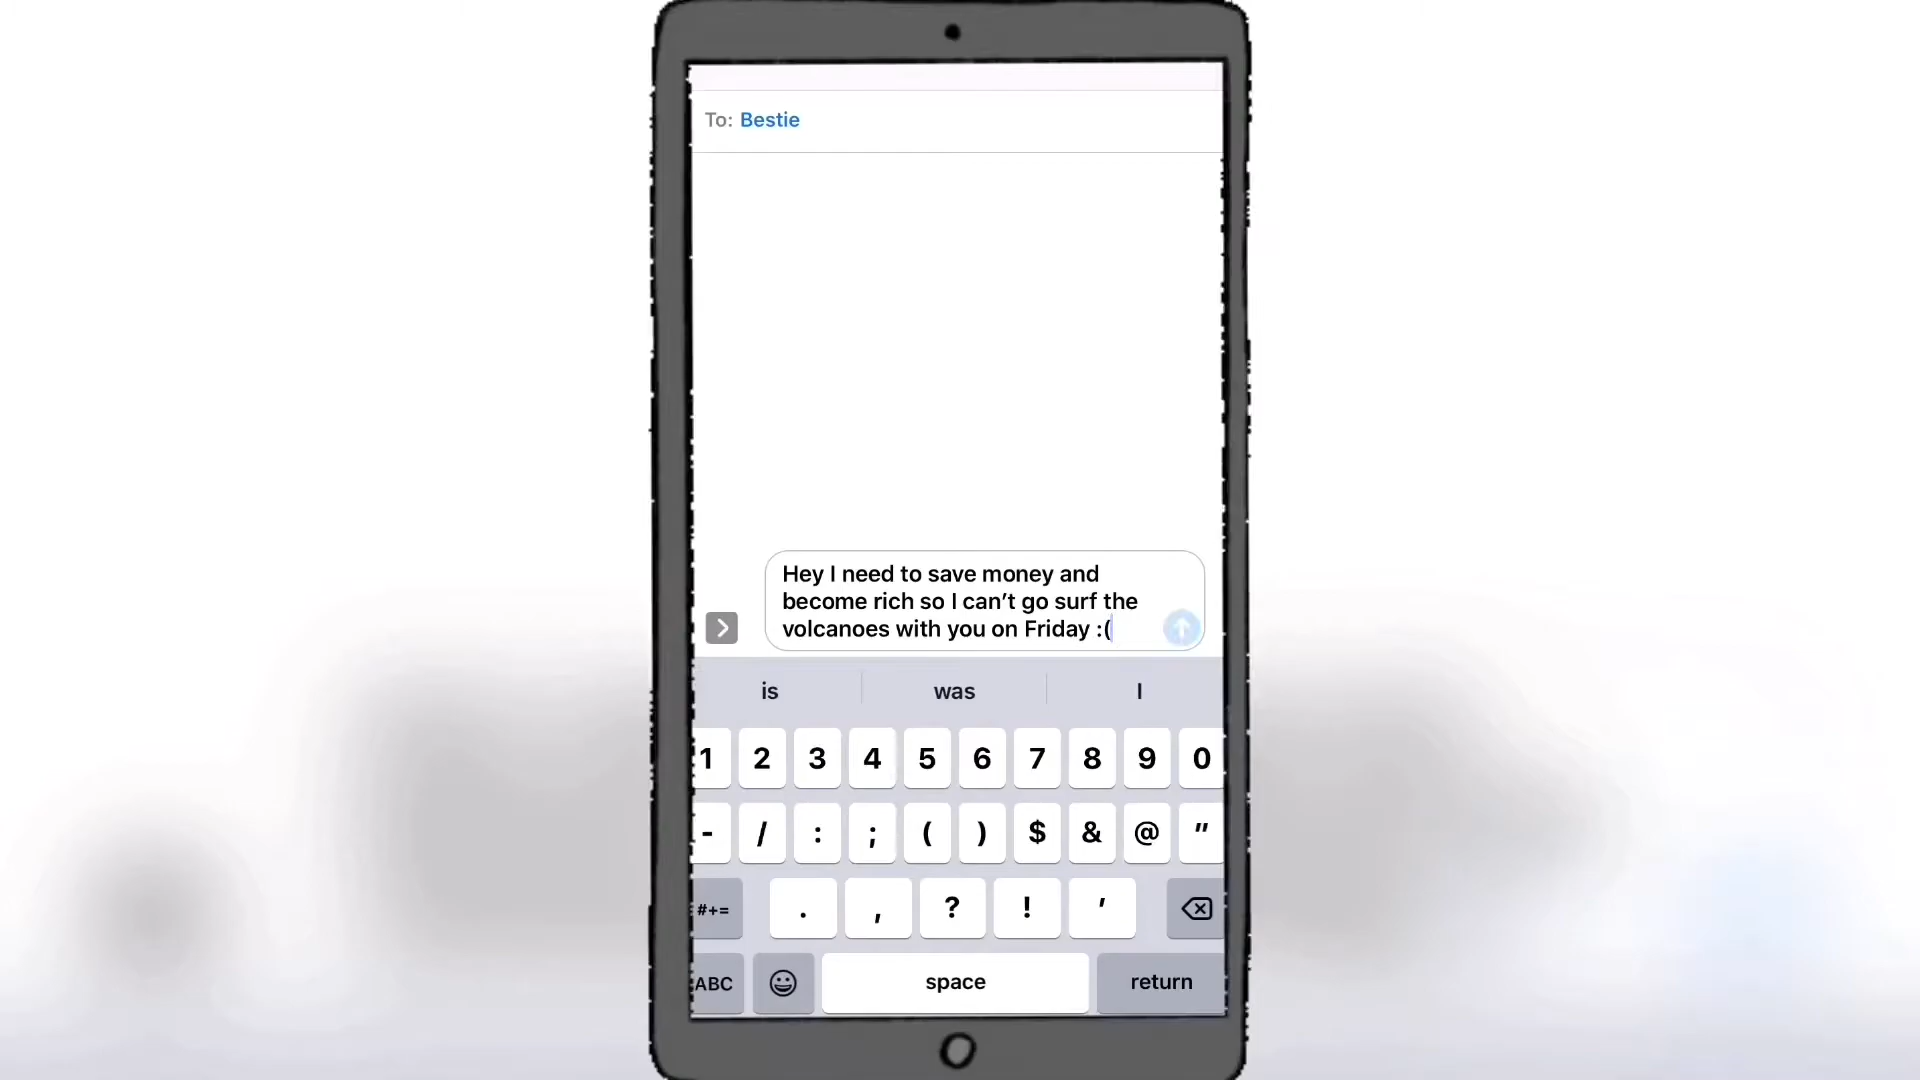 To: Bestie
Hey I need to save money and
become rich so I can’t go surf the
volcanoes with you on Friday :(
is was I
1 2 3 4 5 6 7 8 9 0
- / : ; ( ) $ & @ "
#+= . , ? ! ’
ABC space return